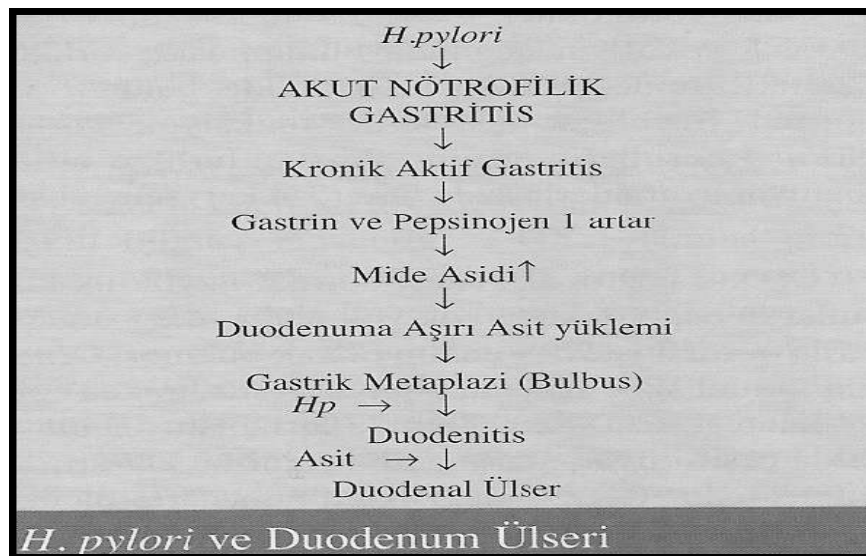 H.pylori
↓
AKUT NÖTROFİLİK
GASTRİTİS
↓
Kronik Aktif Gastritis
↓
Gastrin ve Pepsinojen 1 artar
↓
Mide Asidi↑
↓
Duodenuma Aşırı Asit yüklemi
↓
Gastrik Metaplazi (Bulbus)
Hp → ↓
Duodenitis
Asit → ↓
Duodenal Ülser
H. pylori ve Duodenum Ülseri